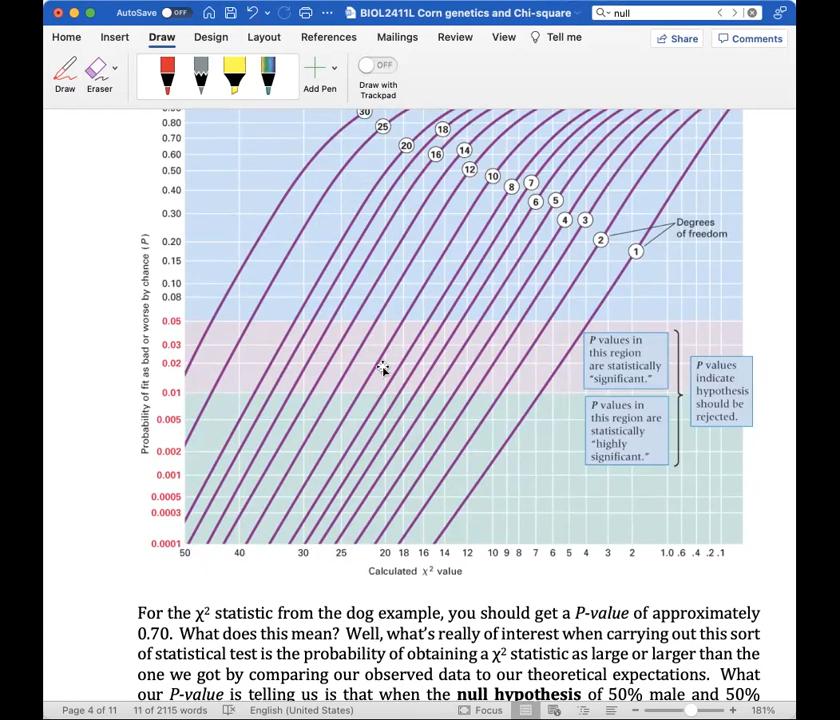 AutoSave OFF BIOL2411L Corn genetics and Chi-square null
Home Insert Draw Design Layout References Mailings Review View Tell me Share Comments
OFF
Draw Eraser Add Pen Draw with Trackpad
0.80
0.70
0.60
0.50
0.40
0.30
0.20
0.15
0.10
0.08
0.05
0.03
0.02
0.01
0.005
0.002
0.001
0.0005
0.0003
0.0001
Probability of fit as bad or worse by chance (P)
30 25 20 18 16 14 12 10 8 7 6 5 4 3 2 1
Degrees
of freedom
P values in
this region
are statistically
“significant.”
P values in
this region are
statistically
“highly
significant.”
P values
indicate
hypothesis
should be
rejected.
50 40 30 25 20 18 16 14 12 10 9 8 7 6 5 4 3 2 1.0 .6 .4 .2 .1
Calculated χ² value
For the χ² statistic from the dog example, you should get a P-value of approximately
0.70. What does this mean? Well, what’s really of interest when carrying out this sort
of statistical test is the probability of obtaining a χ² statistic as large or larger than the
one we got by comparing our observed data to our theoretical expectations. What
our P-value is telling us is that when the null hypothesis of 50% male and 50%
Page 4 of 11 11 of 2115 words English (United States) Focus 181%